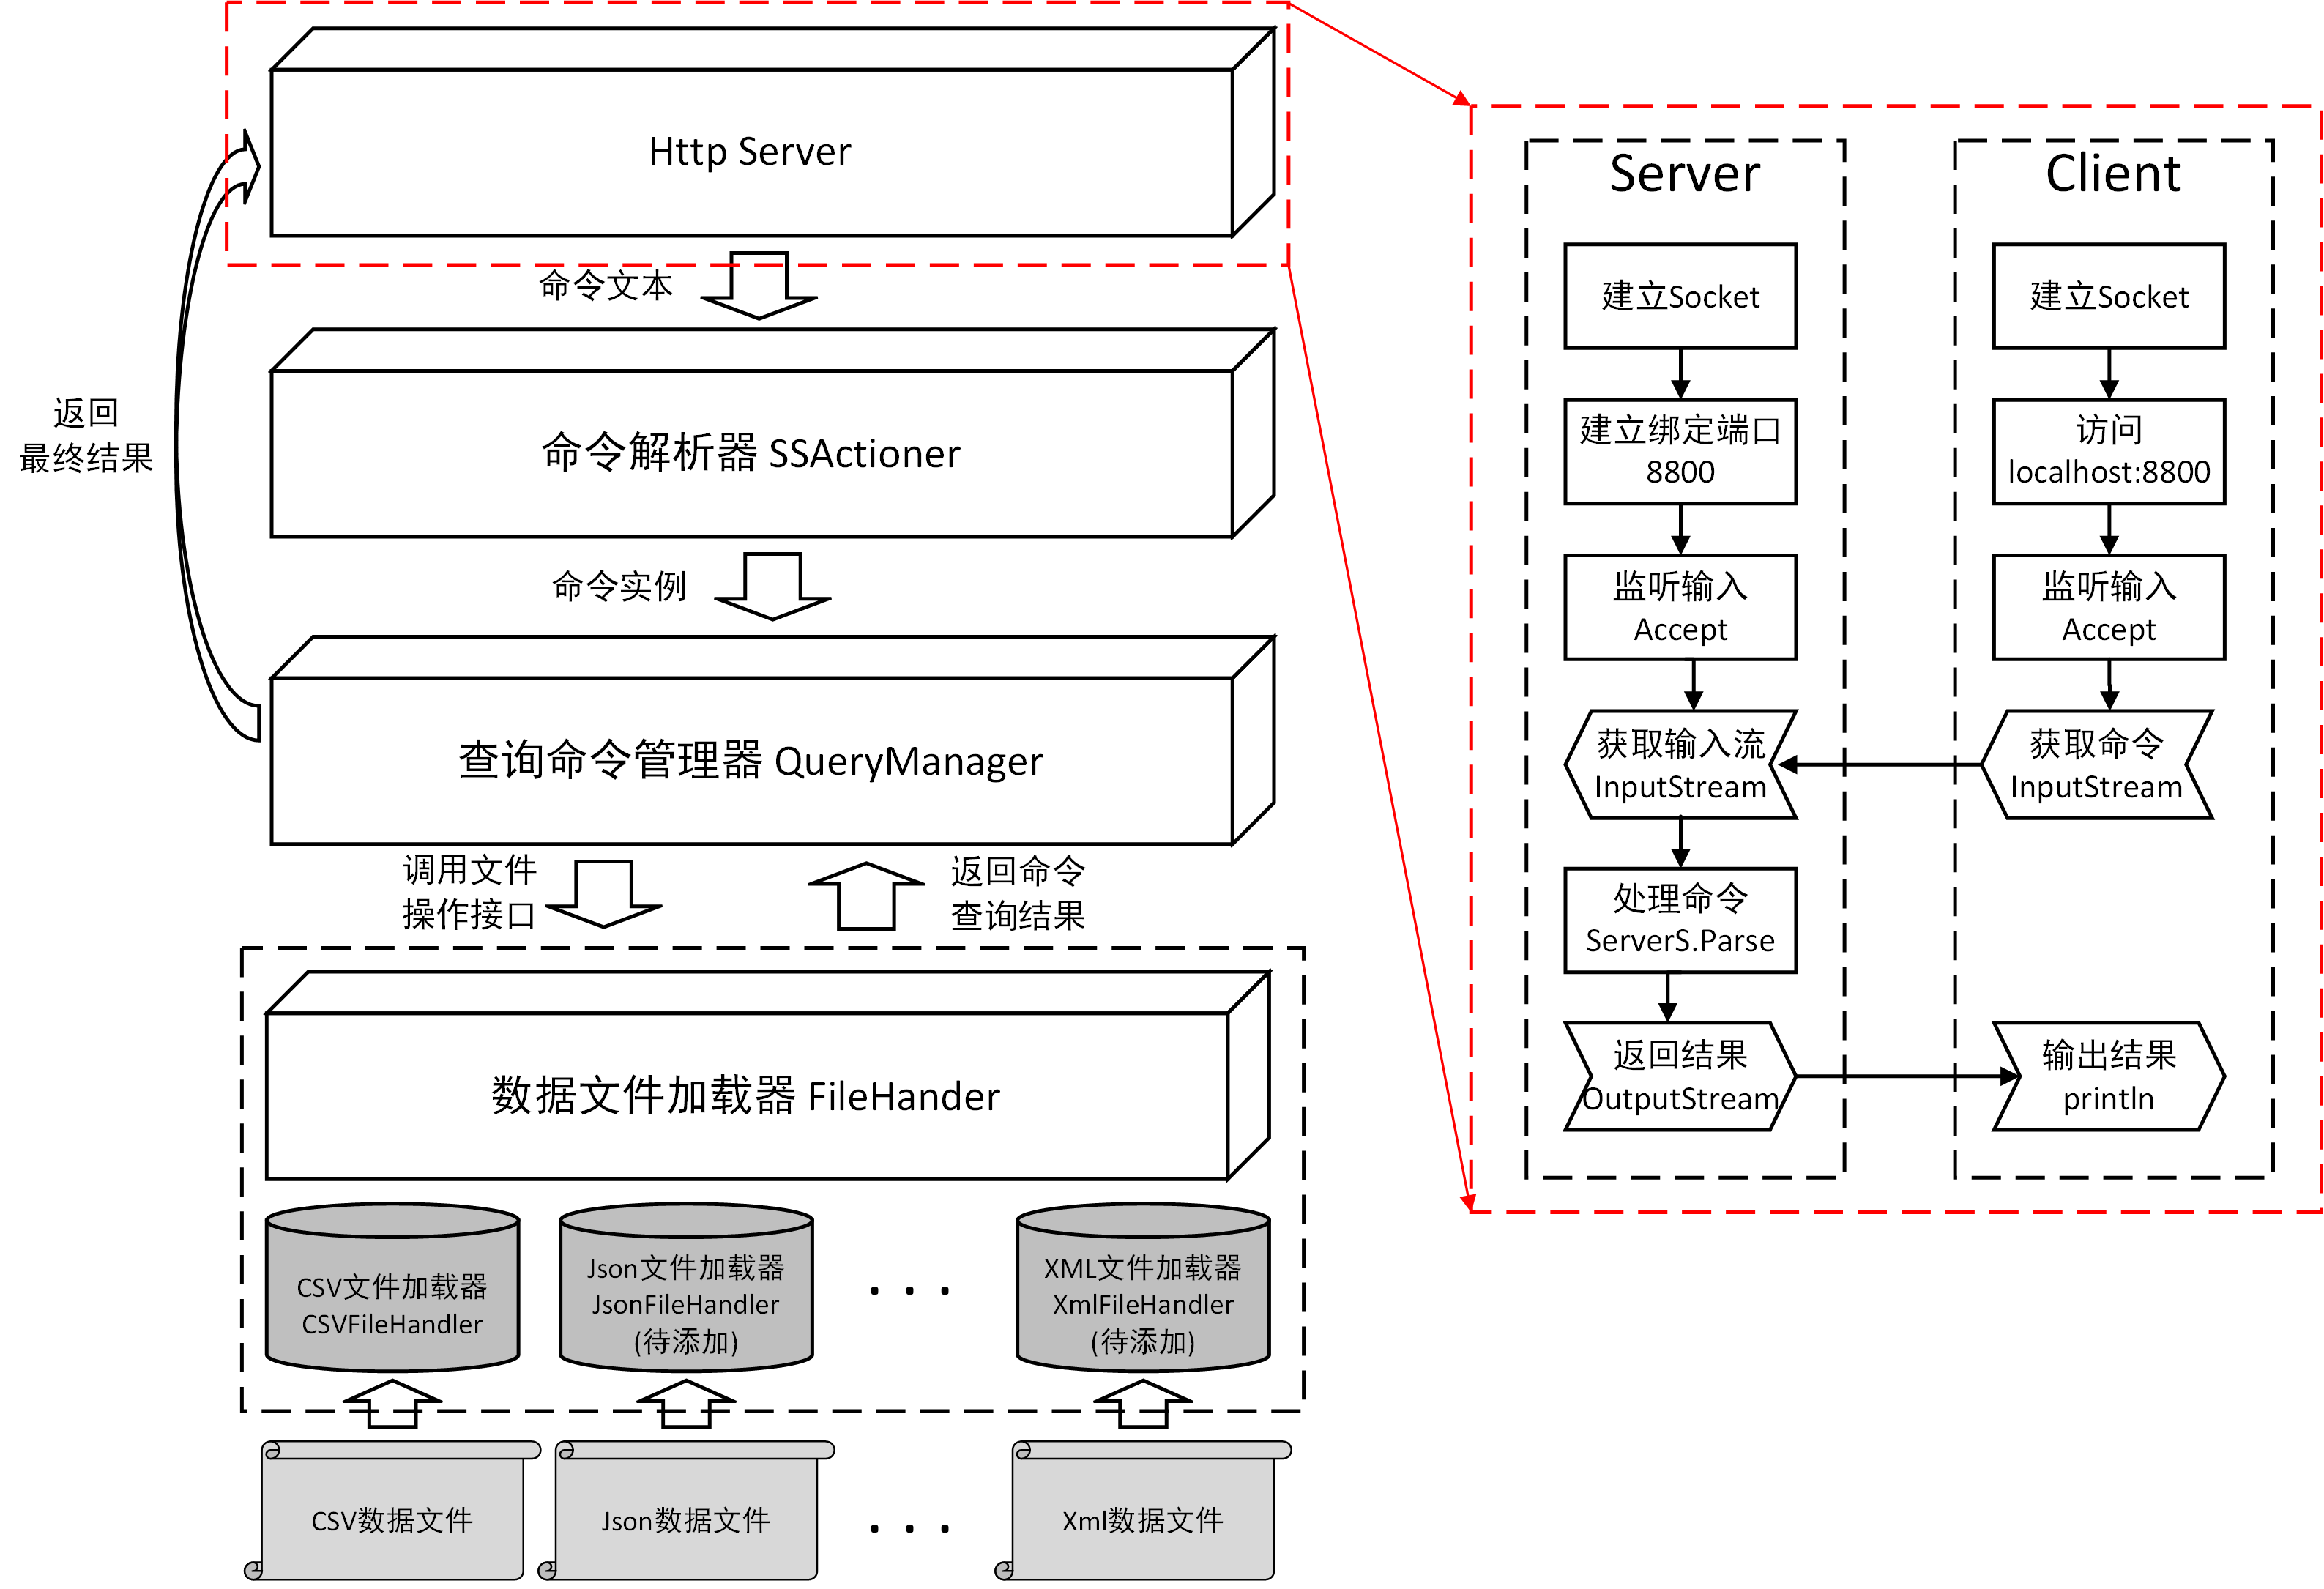 Http Server
命令文本
返回
最终结果
命令解析器 SSActioner
命令实例
查询命令管理器 QueryManager
调用文件
操作接口
返回命令
查询结果
数据文件加载器 FileHander
CSV文件加载器
CSVFileHandler
Json文件加载器
JsonFileHandler
(待添加)
. . .
XML文件加载器
XmlFileHandler
(待添加)
CSV数据文件
Json数据文件
. . .
Xml数据文件
Server
建立Socket
建立绑定端口
8800
监听输入
Accept
获取输入流
InputStream
处理命令
ServerS.Parse
返回结果
OutputStream
Client
建立Socket
访问
localhost:8800
监听输入
Accept
获取命令
InputStream
输出结果
println